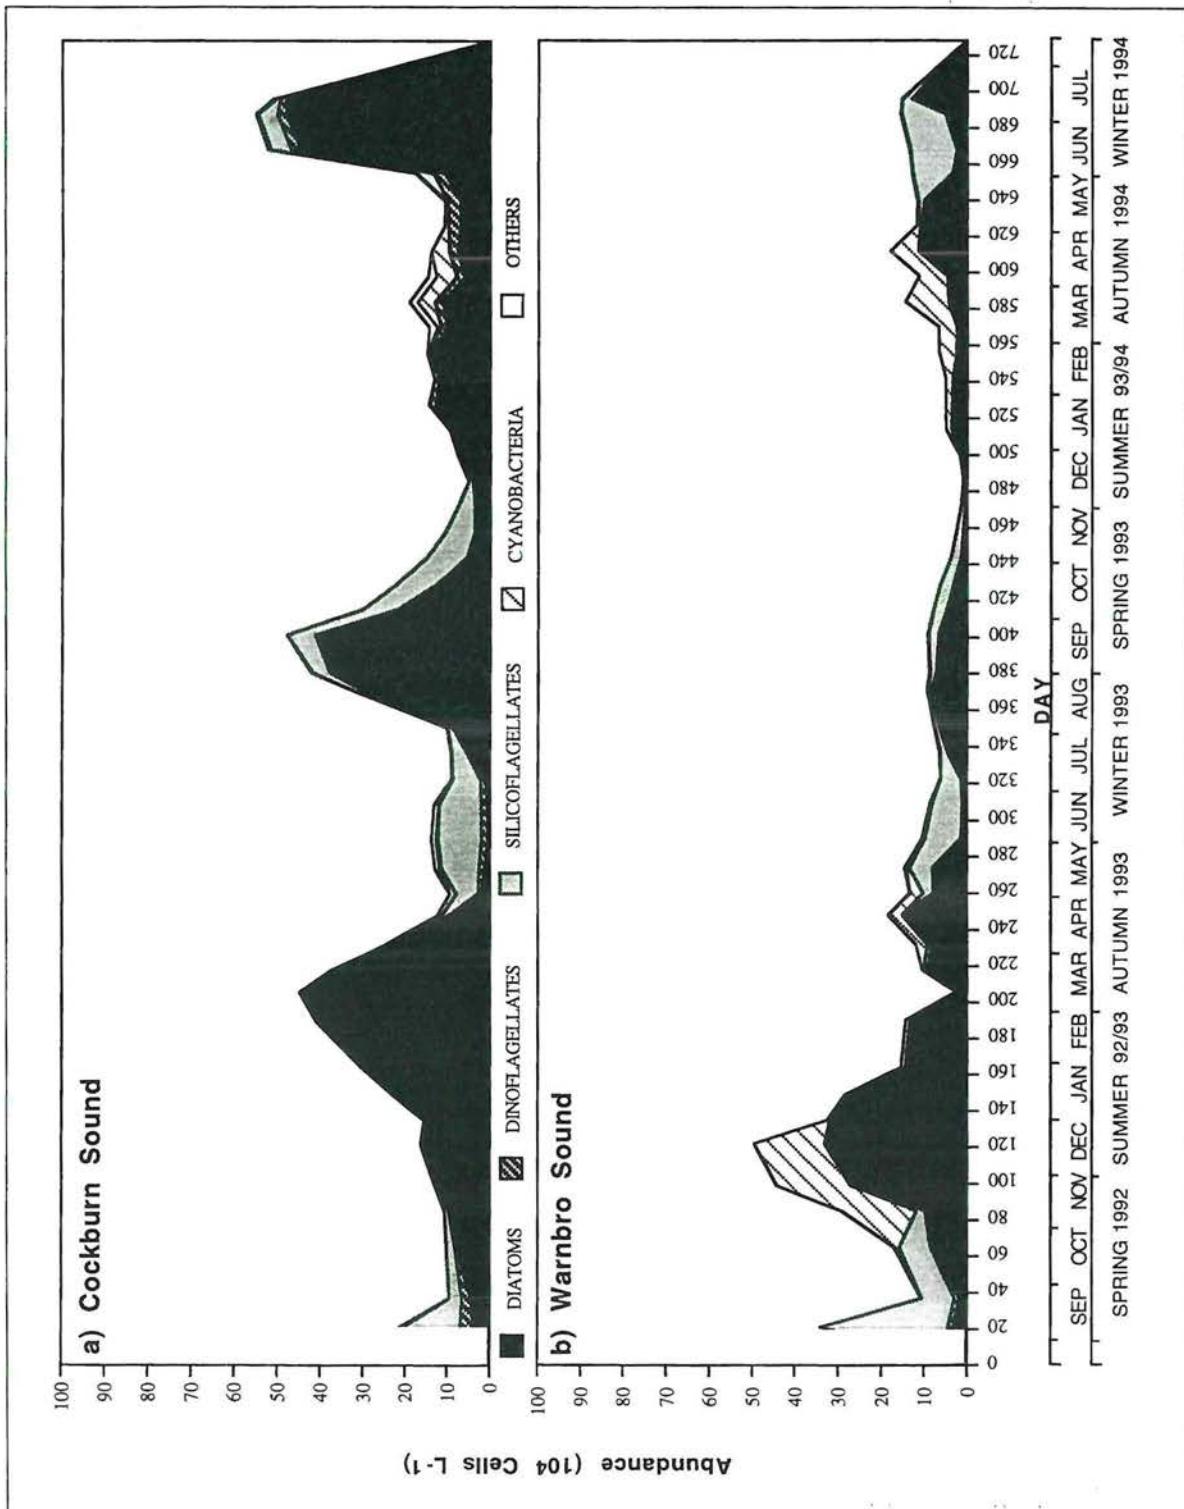 a) Cockburn Sound
100
90
80
70
60
50
40
30
20
10
0
DIATOMS
DINOFLAGELLATES
SILICOFLAGELLATES
CYANOBACTERIA
OTHERS
b) Warnbro Sound
100
90
80
70
60
50
40
30
20
10
0
Abundance (10⁴ Cells L-1)
0 20 40 60 80 100 120 140 160 180 200 220 240 260 280 300 320 340 360 380 400 420 440 460 480 500 520 540 560 580 600 620 640 660 680 700 720
DAY
SEP OCT NOV DEC JAN FEB MAR APR MAY JUN JUL AUG SEP OCT NOV DEC JAN FEB MAR APR MAY JUN JUL
SPRING 1992 SUMMER 92/93 AUTUMN 1993 WINTER 1993 SPRING 1993 SUMMER 93/94 AUTUMN 1994 WINTER 1994